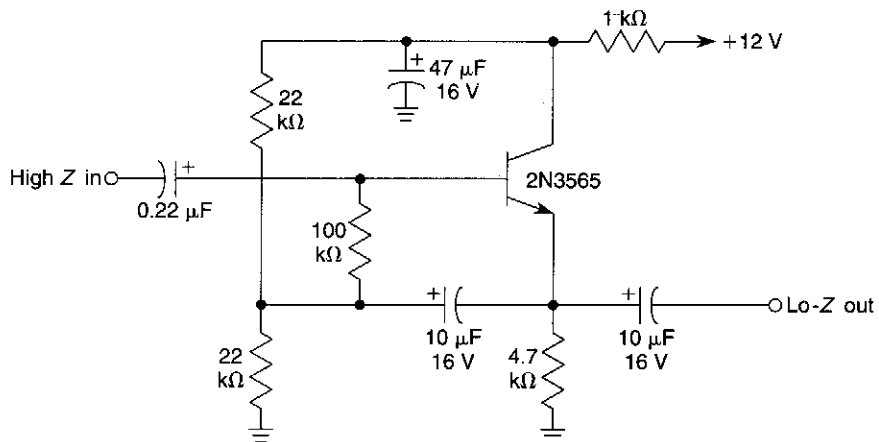 1 kΩ
+12 V
+
47 µF
16 V
22
kΩ
High Z in
+
0.22 µF
2N3565
100
kΩ
+
10 µF
16 V
+
10 µF
16 V
Lo-Z out
22
kΩ
4.7
kΩ